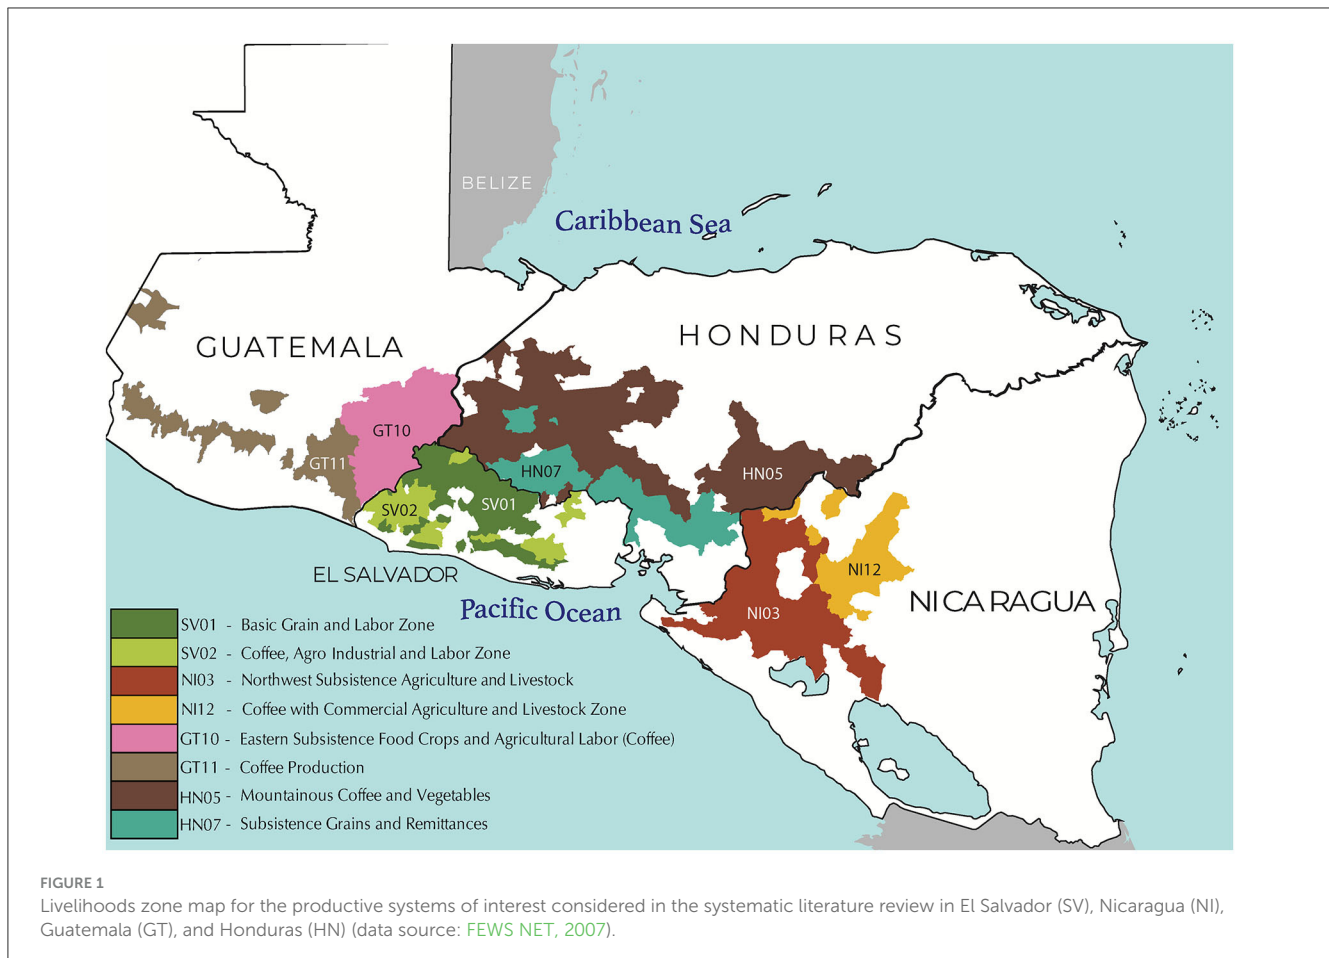 BELIZE
Caribbean Sea
HONDURAS
GUATEMALA
GT10
GT11
HN07
HN05
SV01
SV02
NI12
EL SALVADOR
NICARAGUA
Pacific Ocean
NI03
SV01 - Basic Grain and Labor Zone
SV02 - Coffee, Agro Industrial and Labor Zone
NI03 - Northwest Subsistence Agriculture and Livestock
NI12 - Coffee with Commercial Agriculture and Livestock Zone
GT10 - Eastern Subsistence Food Crops and Agricultural Labor (Coffee)
GT11 - Coffee Production
HN05 - Mountainous Coffee and Vegetables
HN07 - Subsistence Grains and Remittances
FIGURE 1
Livelihoods zone map for the productive systems of interest considered in the systematic literature review in El Salvador (SV), Nicaragua (NI),
Guatemala (GT), and Honduras (HN) (data source: FEWS NET, 2007).